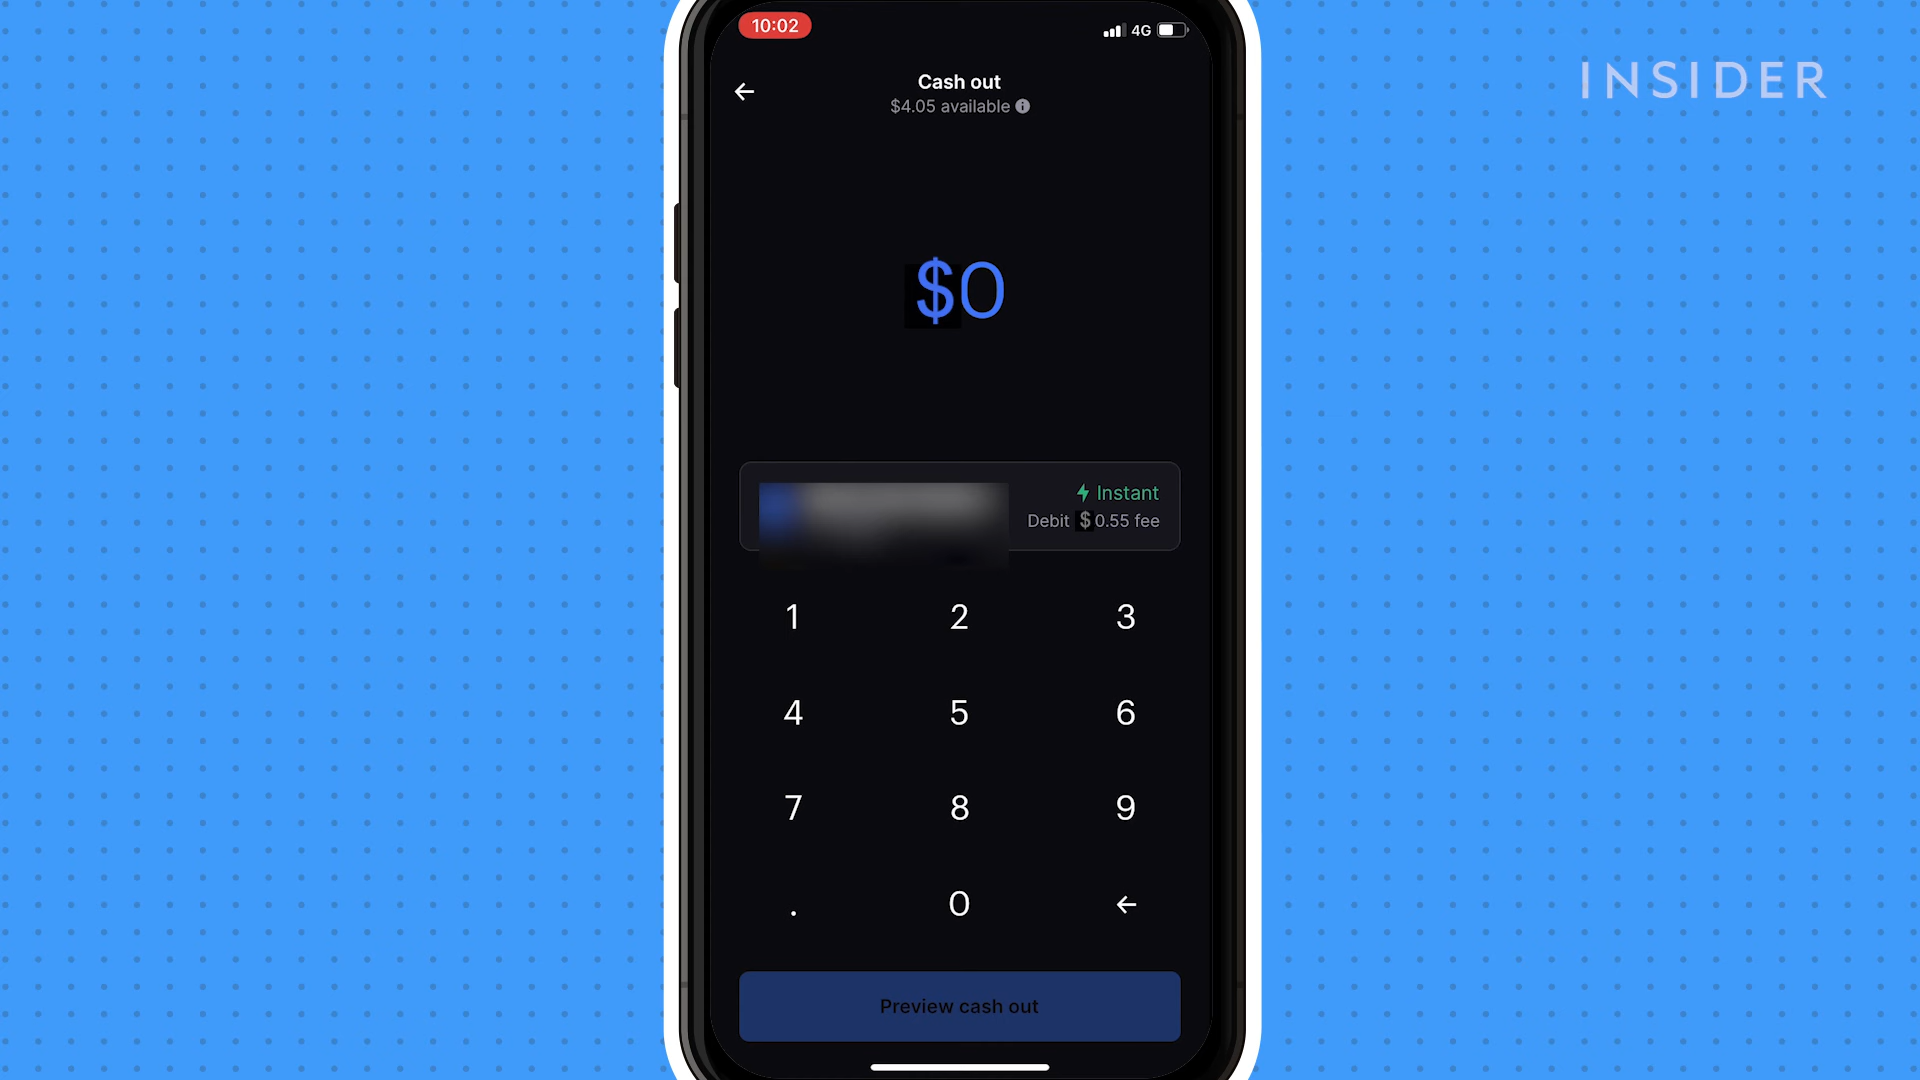 10:02
4G
INSIDER
Cash out
$4.05 available
$0
Instant
Debit $0.55 fee
1 2 3
4 5 6
7 8 9
. 0
Preview cash out